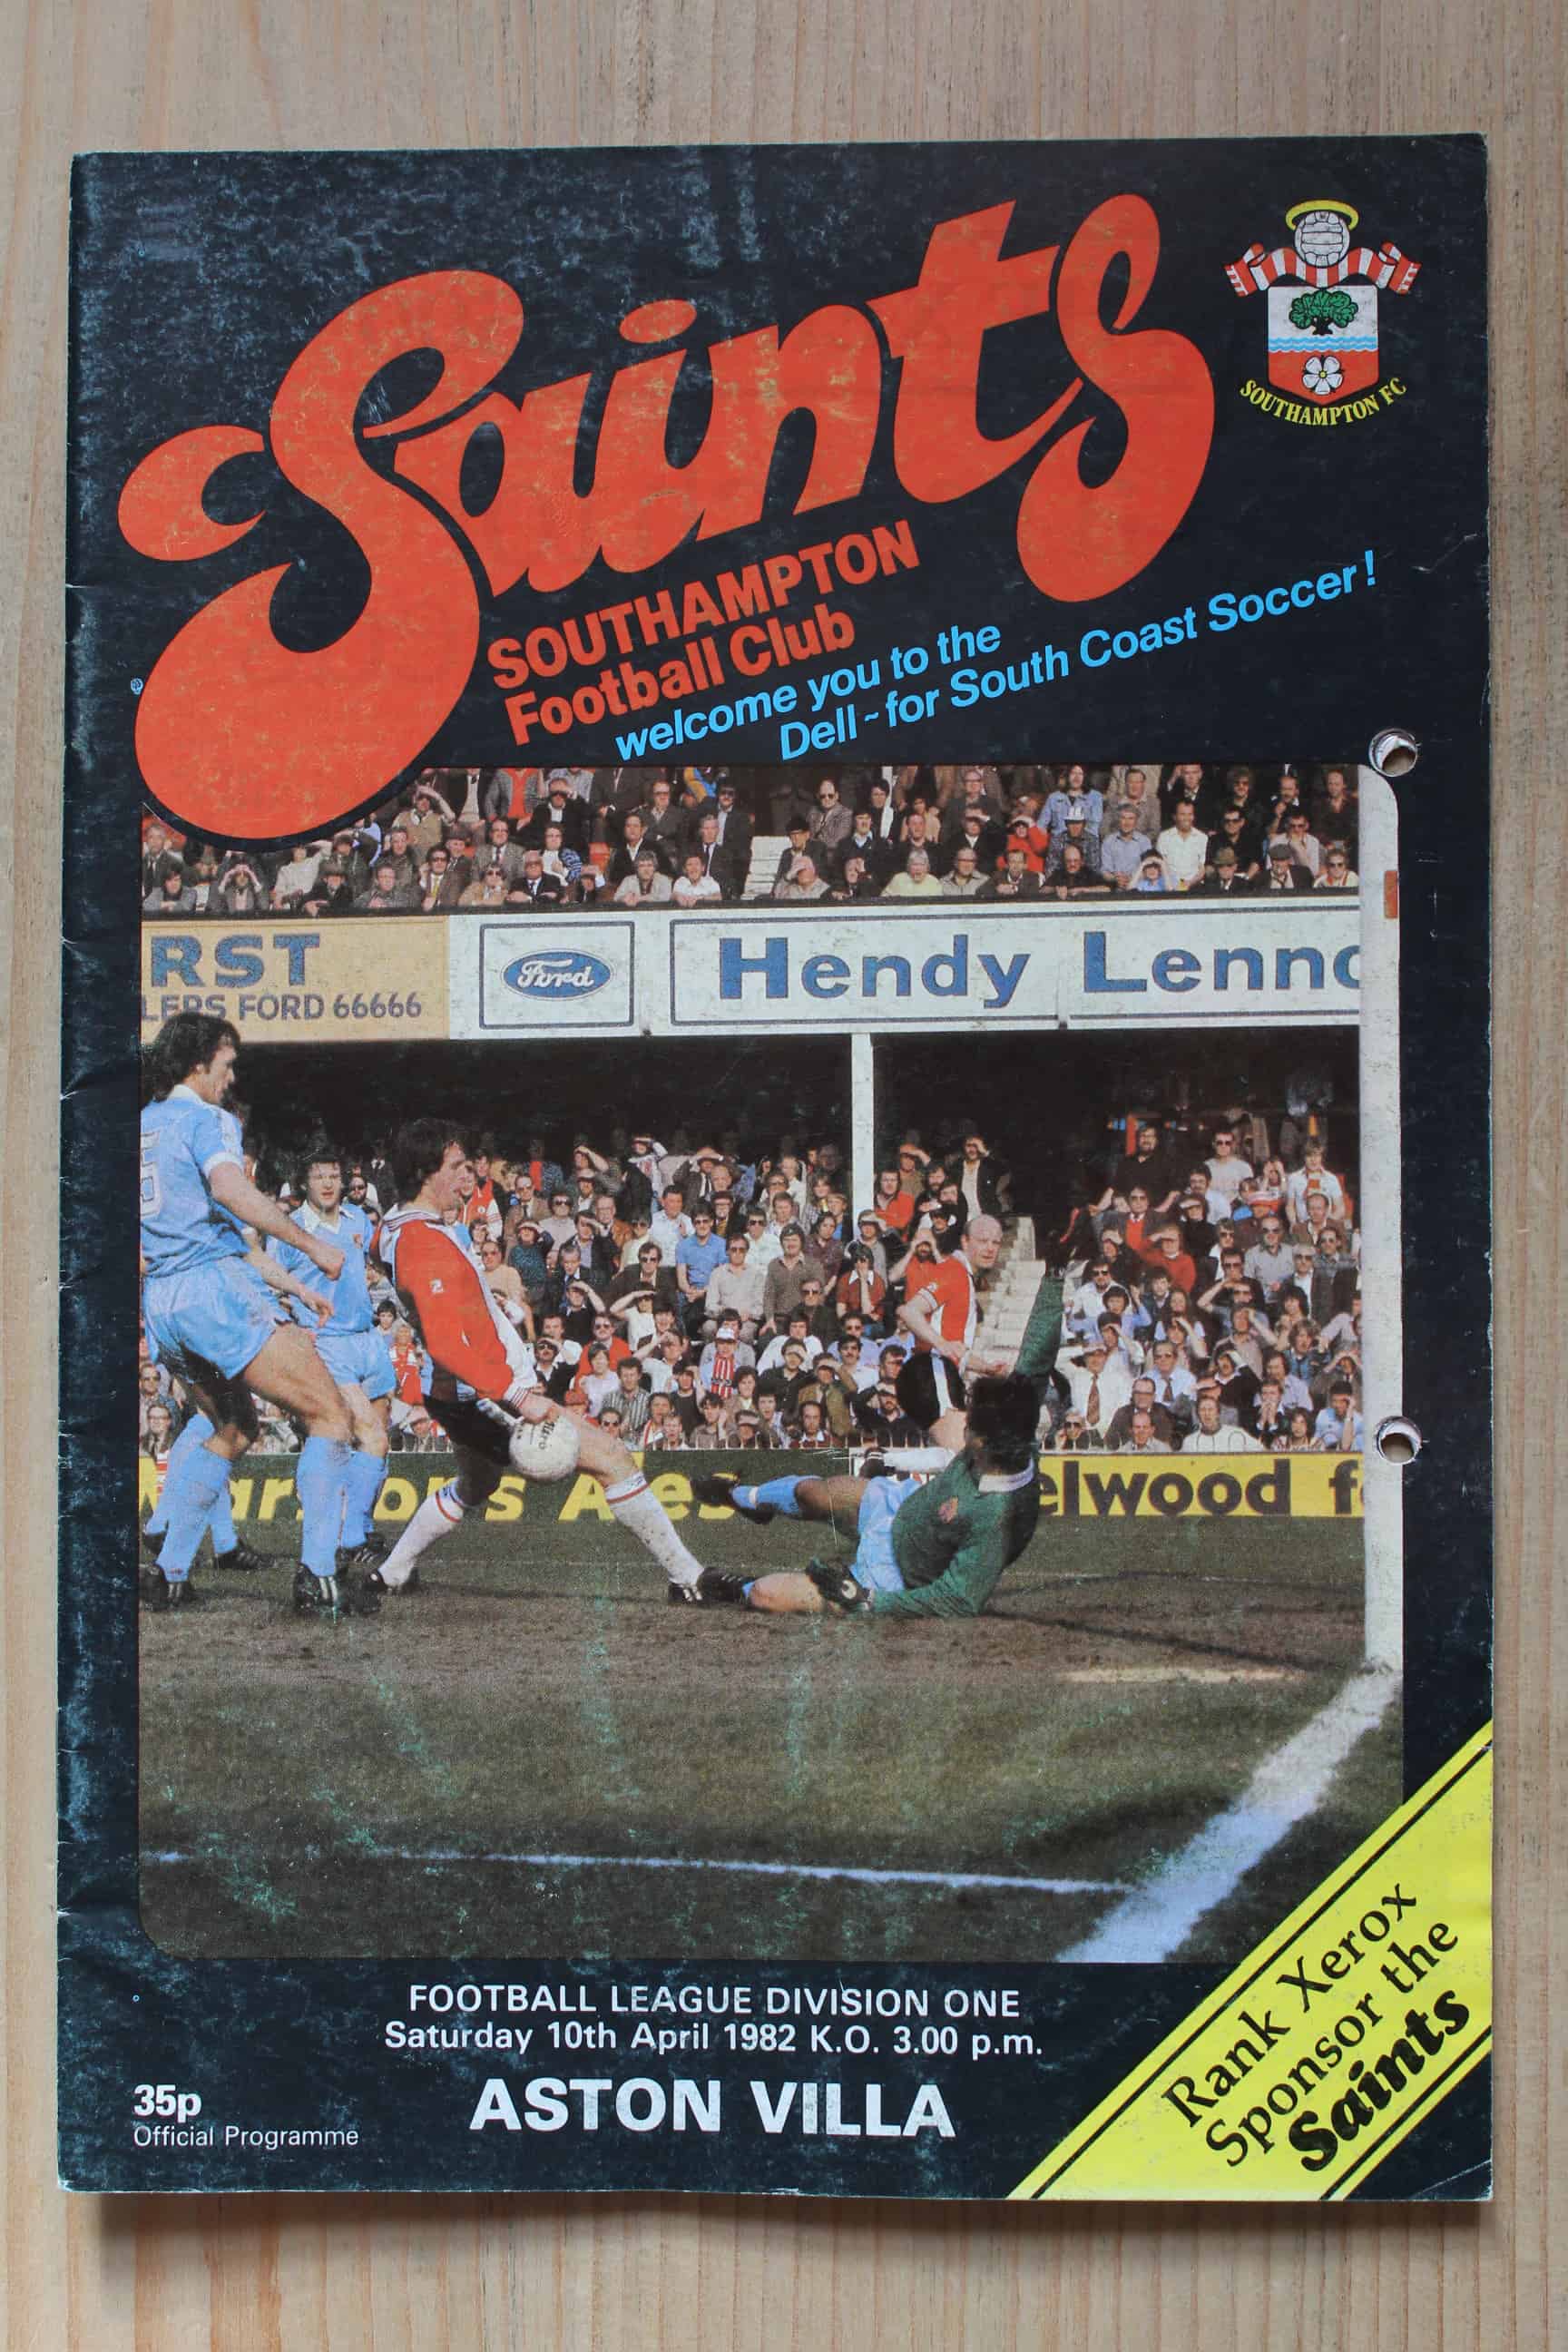 Saints
SOUTHAMPTON FC
SOUTHAMPTON
Football Club
welcome you to the
Dell ~ for South Coast Soccer!
RST
LERS FORD 66666
Ford
Hendy Lenno
Ales
elwood f
FOOTBALL LEAGUE DIVISION ONE
Saturday 10th April 1982 K.O. 3.00 p.m.
ASTON VILLA
35p
Official Programme
Rank Xerox
Sponsor the
Saints